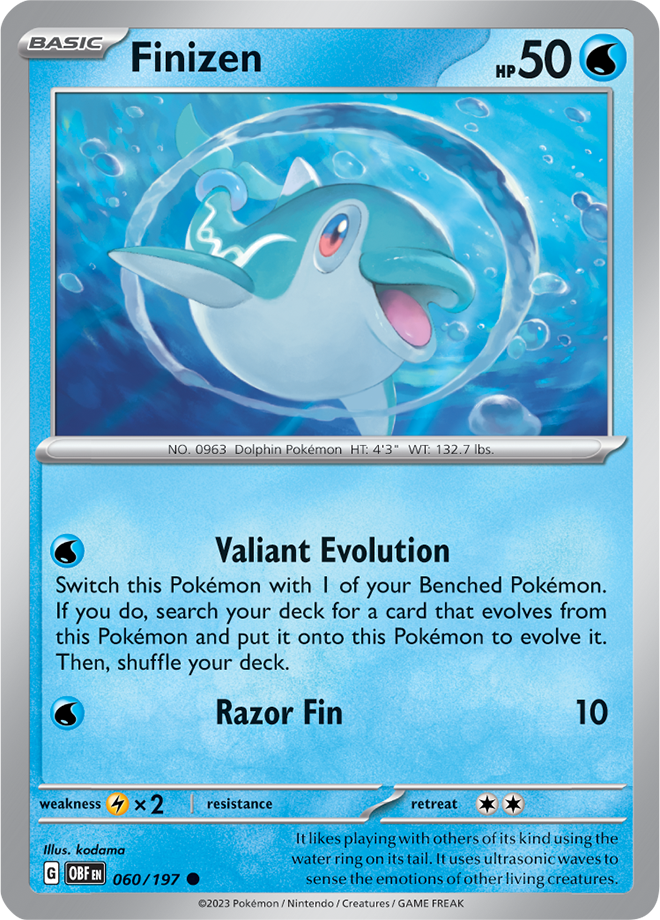 BASIC
Finizen
HP 50
NO. 0963 Dolphin Pokémon HT: 4'3" WT: 132.7 lbs.
Valiant Evolution
Switch this Pokémon with 1 of your Benched Pokémon.
If you do, search your deck for a card that evolves from
this Pokémon and put it onto this Pokémon to evolve it.
Then, shuffle your deck.
Razor Fin 10
weakness ×2 resistance retreat
Illus. kodama
It likes playing with others of its kind using the
water ring on its tail. It uses ultrasonic waves to
sense the emotions of other living creatures.
G OBF EN 060/197
©2023 Pokémon / Nintendo / Creatures / GAME FREAK